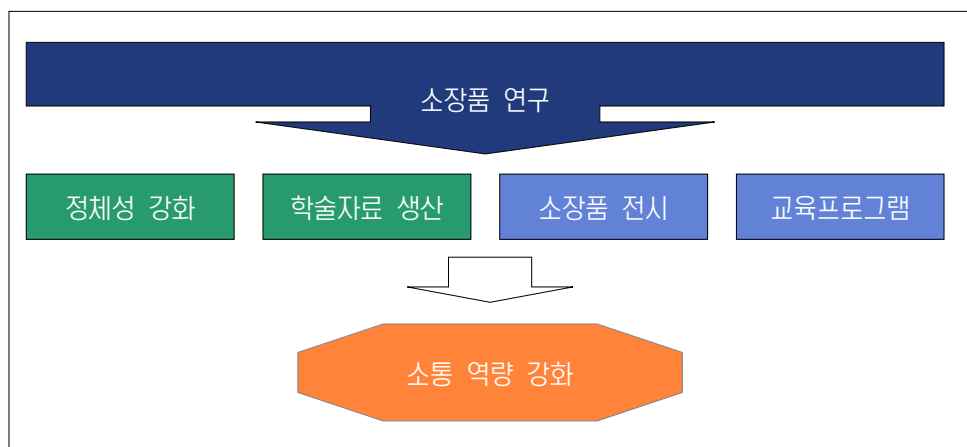 소장품 연구
정체성 강화
학술자료 생산
소장품 전시
교육프로그램
소통 역량 강화